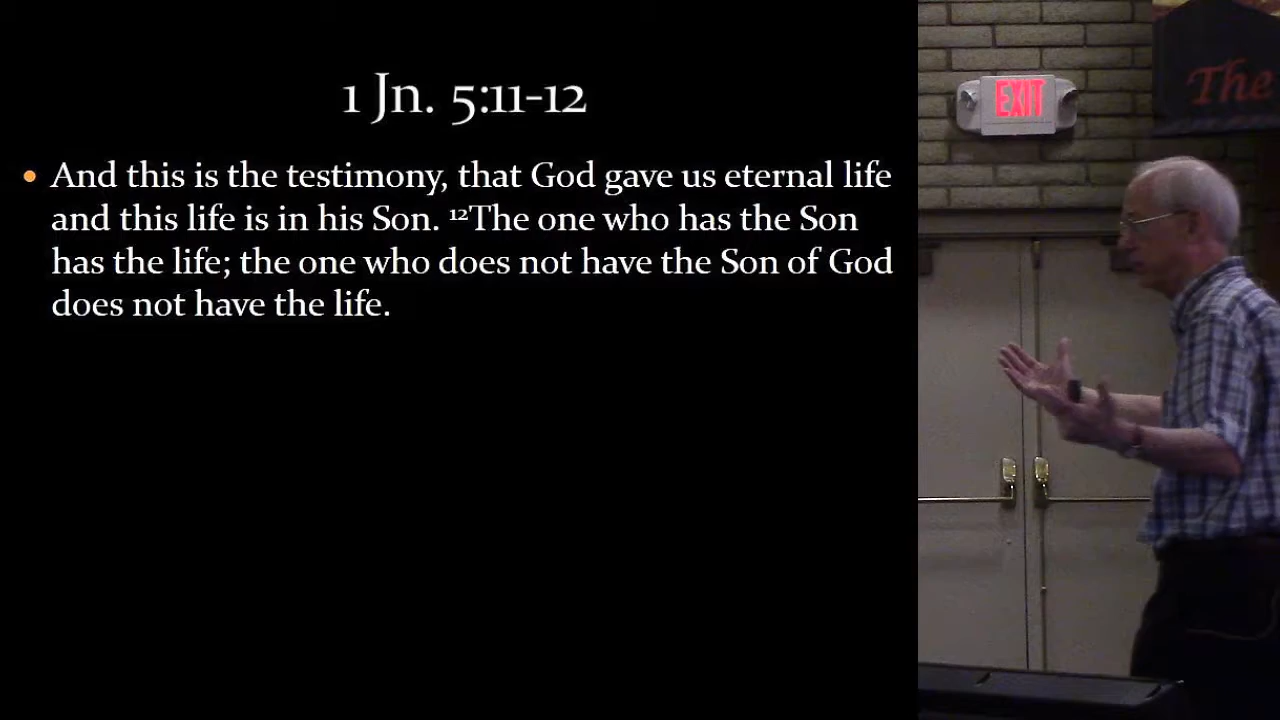 1 Jn. 5:11-12
• And this is the testimony, that God gave us eternal life
and this life is in his Son. ¹²The one who has the Son
has the life; the one who does not have the Son of God
does not have the life.
EXIT
The